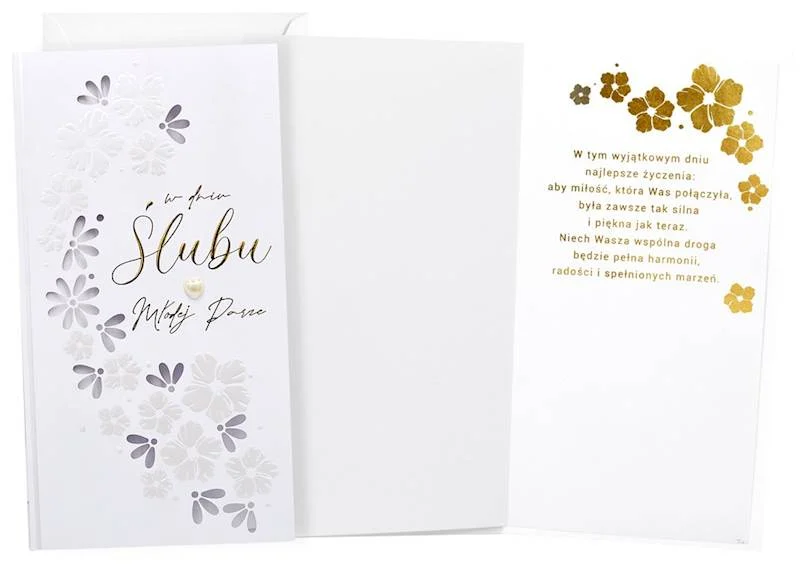 w dniu
Ślubu
Młodej Parze
W tym wyjątkowym dniu
najlepsze życzenia:
aby miłość, która Was połączyła,
była zawsze tak silna
i piękna jak teraz.
Niech Wasza wspólna droga
będzie pełna harmonii,
radości i spełnionych marzeń.